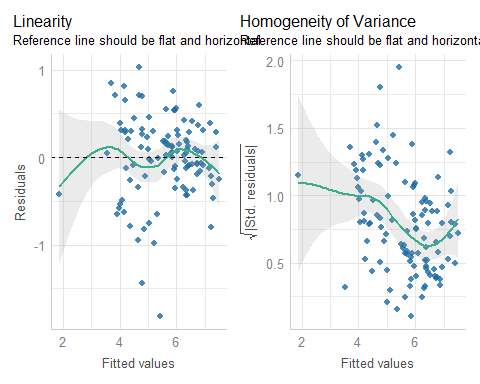 Linearity
Reference line should be flat and horizontal
1
0
-1
Residuals
2
4
6
Fitted values
Homogeneity of Variance
Reference line should be flat and horizonta
2.0
1.5
1.0
0.5
√|Std. residuals|
2
4
6
Fitted values